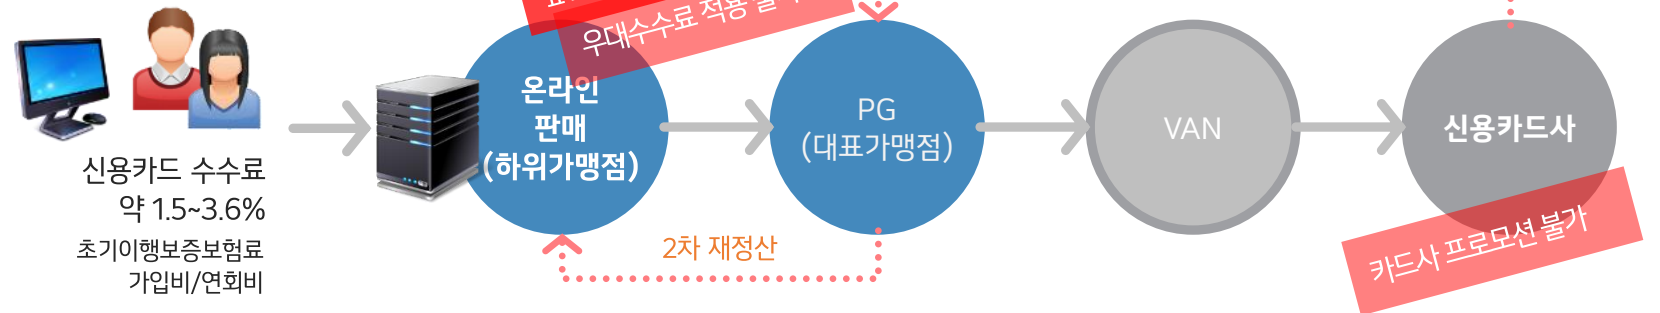 우대수수료 적용 불가
온라인
판매
(하위가맹점)
PG
(대표가맹점)
VAN
신용카드사
신용카드 수수료
약 1.5~3.6%
초기이행보증보험료
가입비/연회비
2차 재정산
카드사 프로모션 불가